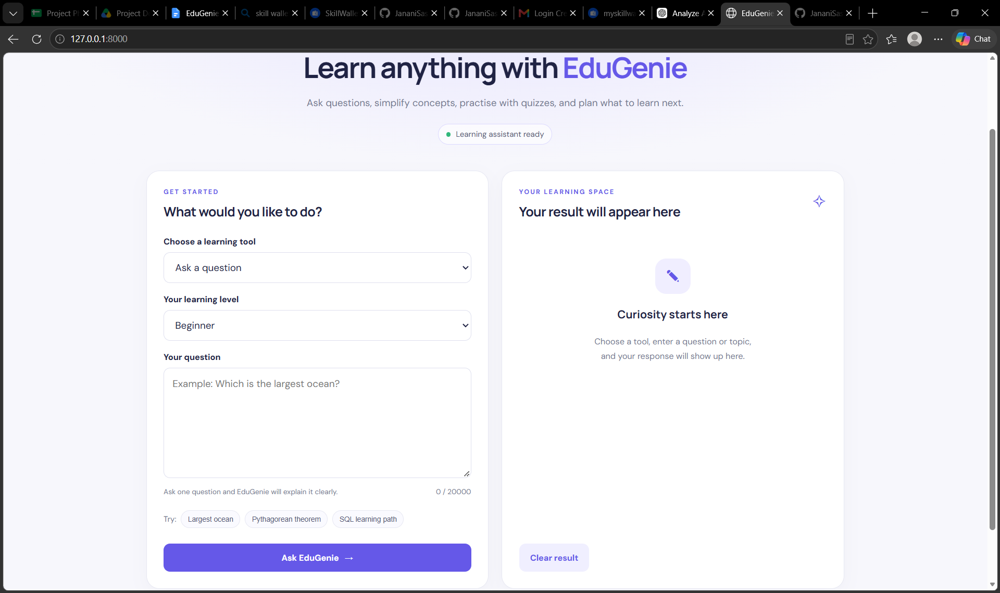 Project P
Project D
EduGenie
skill walle
SkillWalle
JananiSas
JananiSas
Login Cre
myskillwa
Analyze A
EduGenie
JananiSas
127.0.0.1:8000
Chat
Learn anything with EduGenie
Ask questions, simplify concepts, practise with quizzes, and plan what to learn next.
Learning assistant ready
GET STARTED
What would you like to do?
Choose a learning tool
Ask a question
Your learning level
Beginner
Your question
Example: Which is the largest ocean?
Ask one question and EduGenie will explain it clearly.
0 / 20000
Try:
Largest ocean
Pythagorean theorem
SQL learning path
Ask EduGenie →
YOUR LEARNING SPACE
Your result will appear here
Curiosity starts here
Choose a tool, enter a question or topic,
and your response will show up here.
Clear result